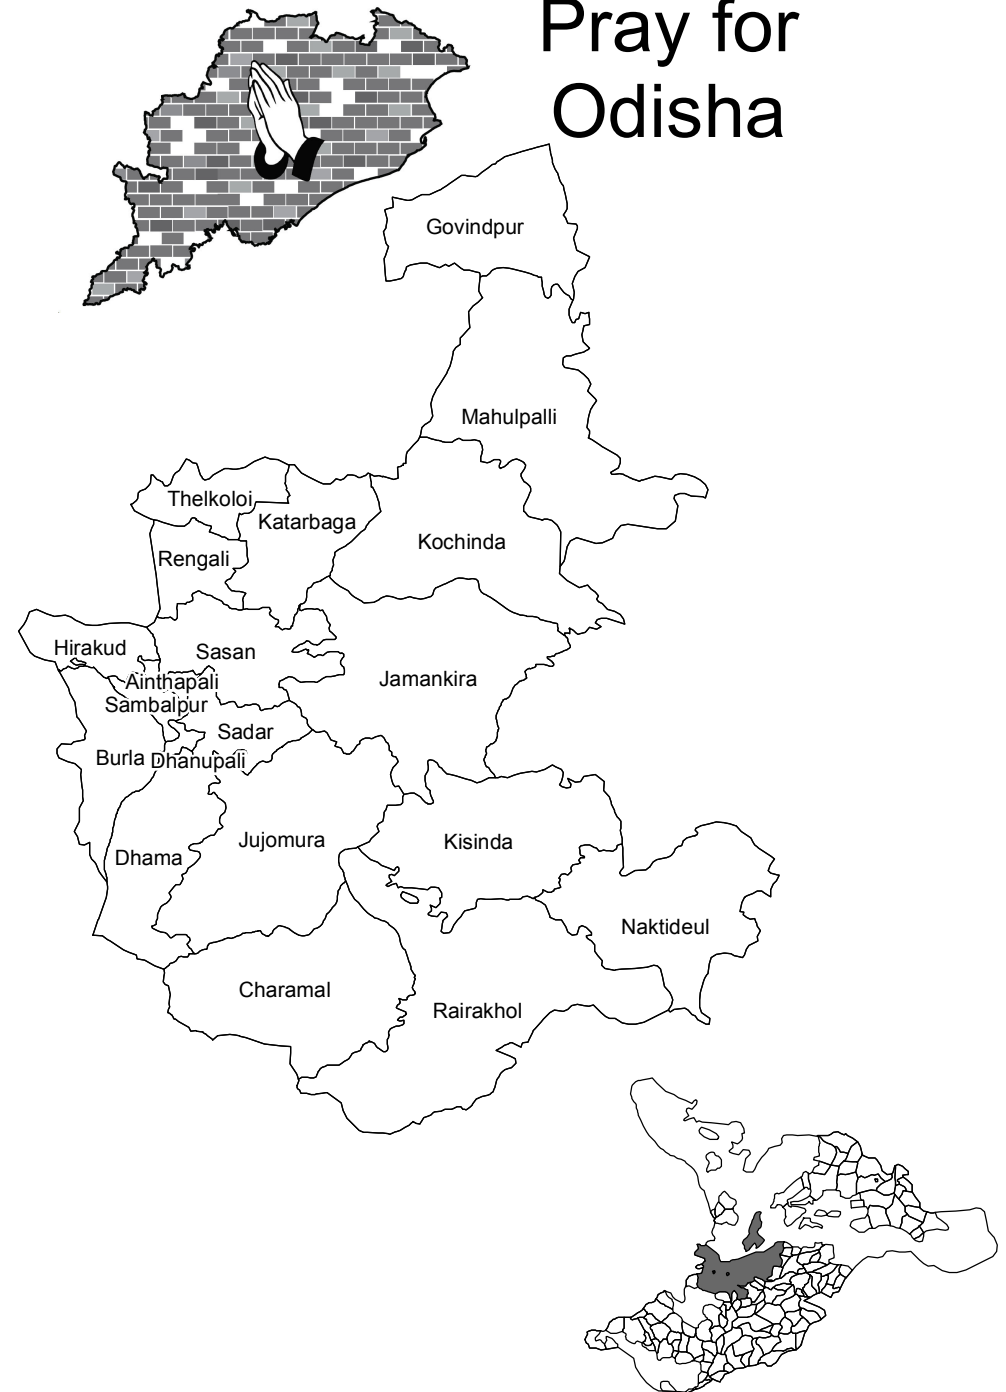 Pray for
Odisha
Govindpur
Mahulpalli
Thelkoloi
Katarbaga
Kochinda
Rengali
Hirakud
Sasan
Ainthapali
Jamankira
Sambalpur
Sadar
Burla
Dhanupali
Jujomura
Kisinda
Dhama
Naktideul
Charamal
Rairakhol